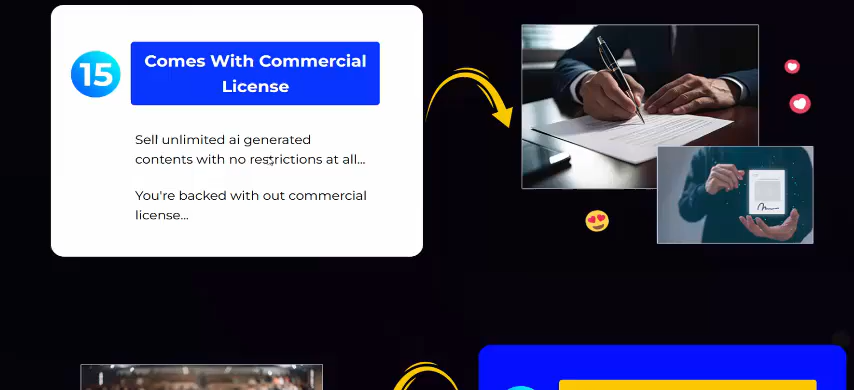 15
Comes With Commercial
License
Sell unlimited ai generated
contents with no restrictions at all...
You're backed with out commercial
license...